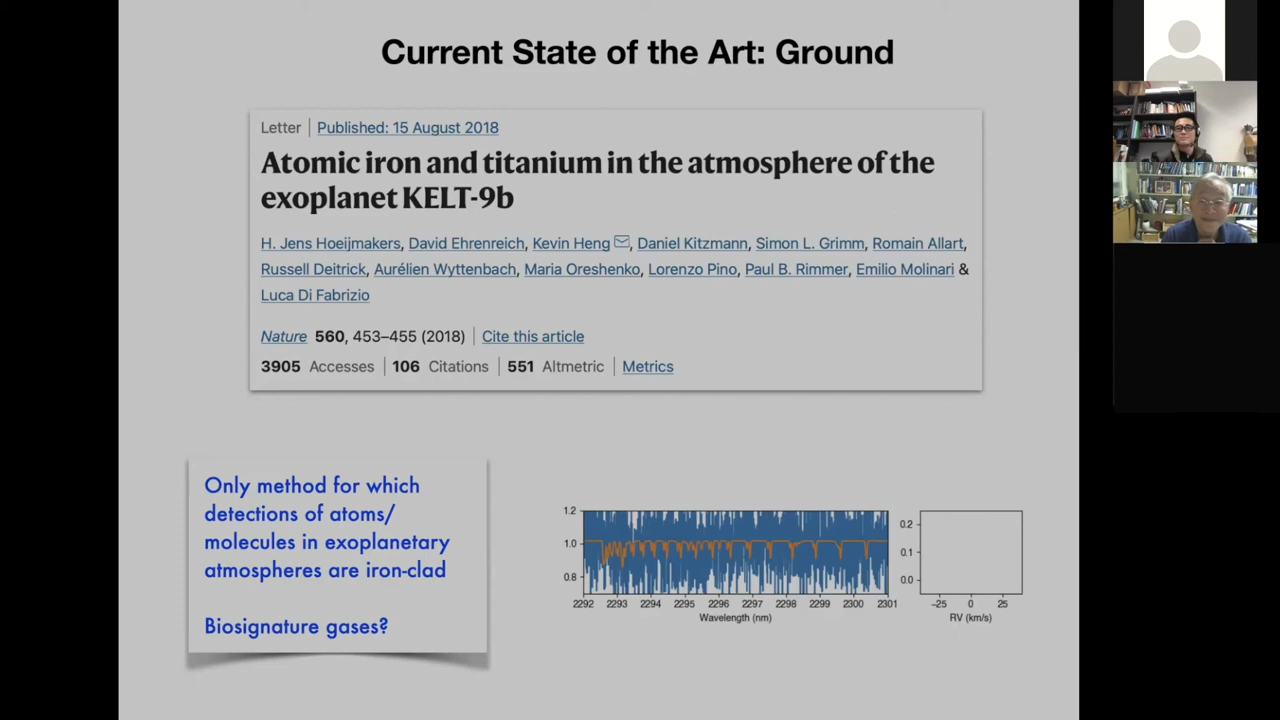 Current State of the Art: Ground
Letter | Published: 15 August 2018
Atomic iron and titanium in the atmosphere of the
exoplanet KELT-9b
H. Jens Hoeijmakers, David Ehrenreich, Kevin Heng, Daniel Kitzmann, Simon L. Grimm, Romain Allart,
Russell Deitrick, Aurélien Wyttenbach, Maria Oreshenko, Lorenzo Pino, Paul B. Rimmer, Emilio Molinari &
Luca Di Fabrizio
Nature 560, 453–455 (2018) | Cite this article
3905 Accesses | 106 Citations | 551 Altmetric | Metrics
Only method for which
detections of atoms/
molecules in exoplanetary
atmospheres are iron-clad
Biosignature gases?
1.2
1.0
0.8
2292 2293 2294 2295 2296 2297 2298 2299 2300 2301
Wavelength (nm)
0.2
0.1
0.0
−25 0 25
RV (km/s)